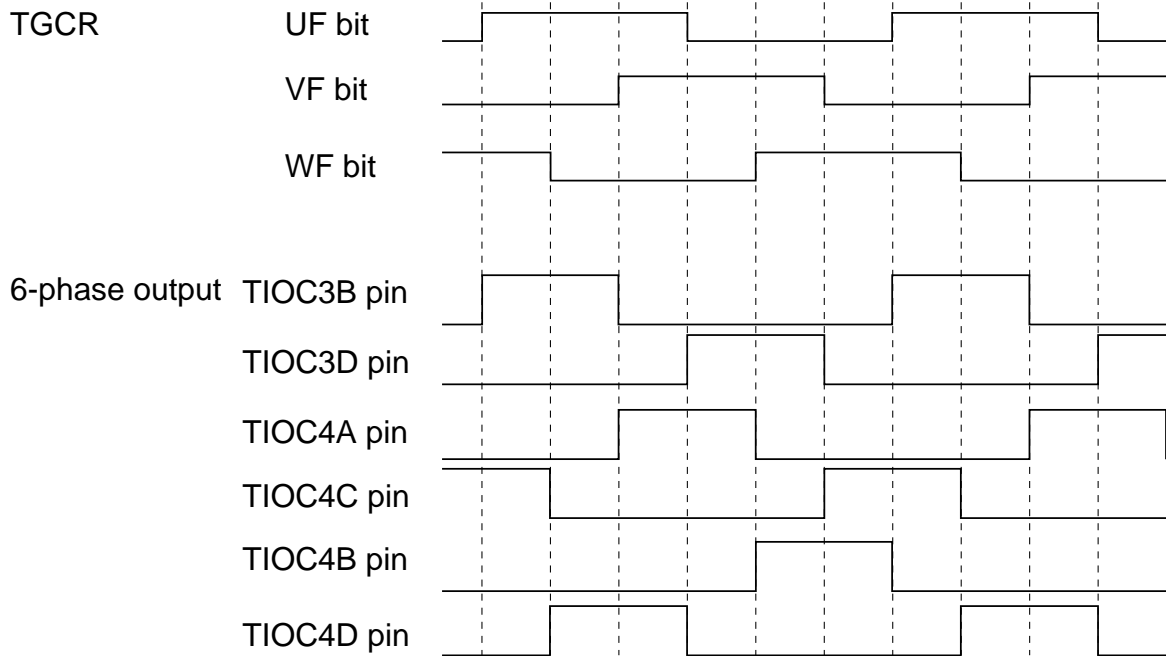 TGCR UF bit
VF bit
WF bit
6-phase output TIOC3B pin
TIOC3D pin
TIOC4A pin
TIOC4C pin
TIOC4B pin
TIOC4D pin